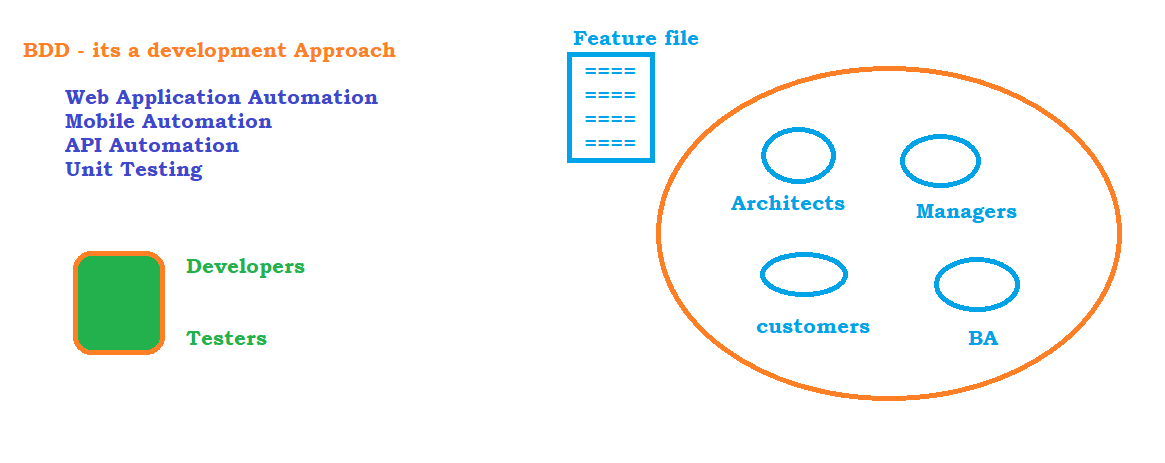 BDD - its a development Approach
Web Application Automation
Mobile Automation
API Automation
Unit Testing
Developers
Testers
Feature file
====
====
====
====
Architects
Managers
customers
BA